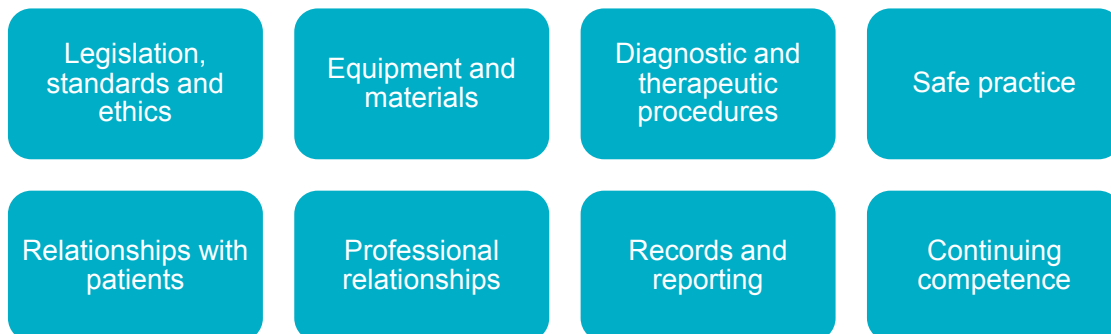 Legislation,
standards and
ethics
Equipment and
materials
Diagnostic and
therapeutic
procedures
Safe practice
Relationships with
patients
Professional
relationships
Records and
reporting
Continuing
competence